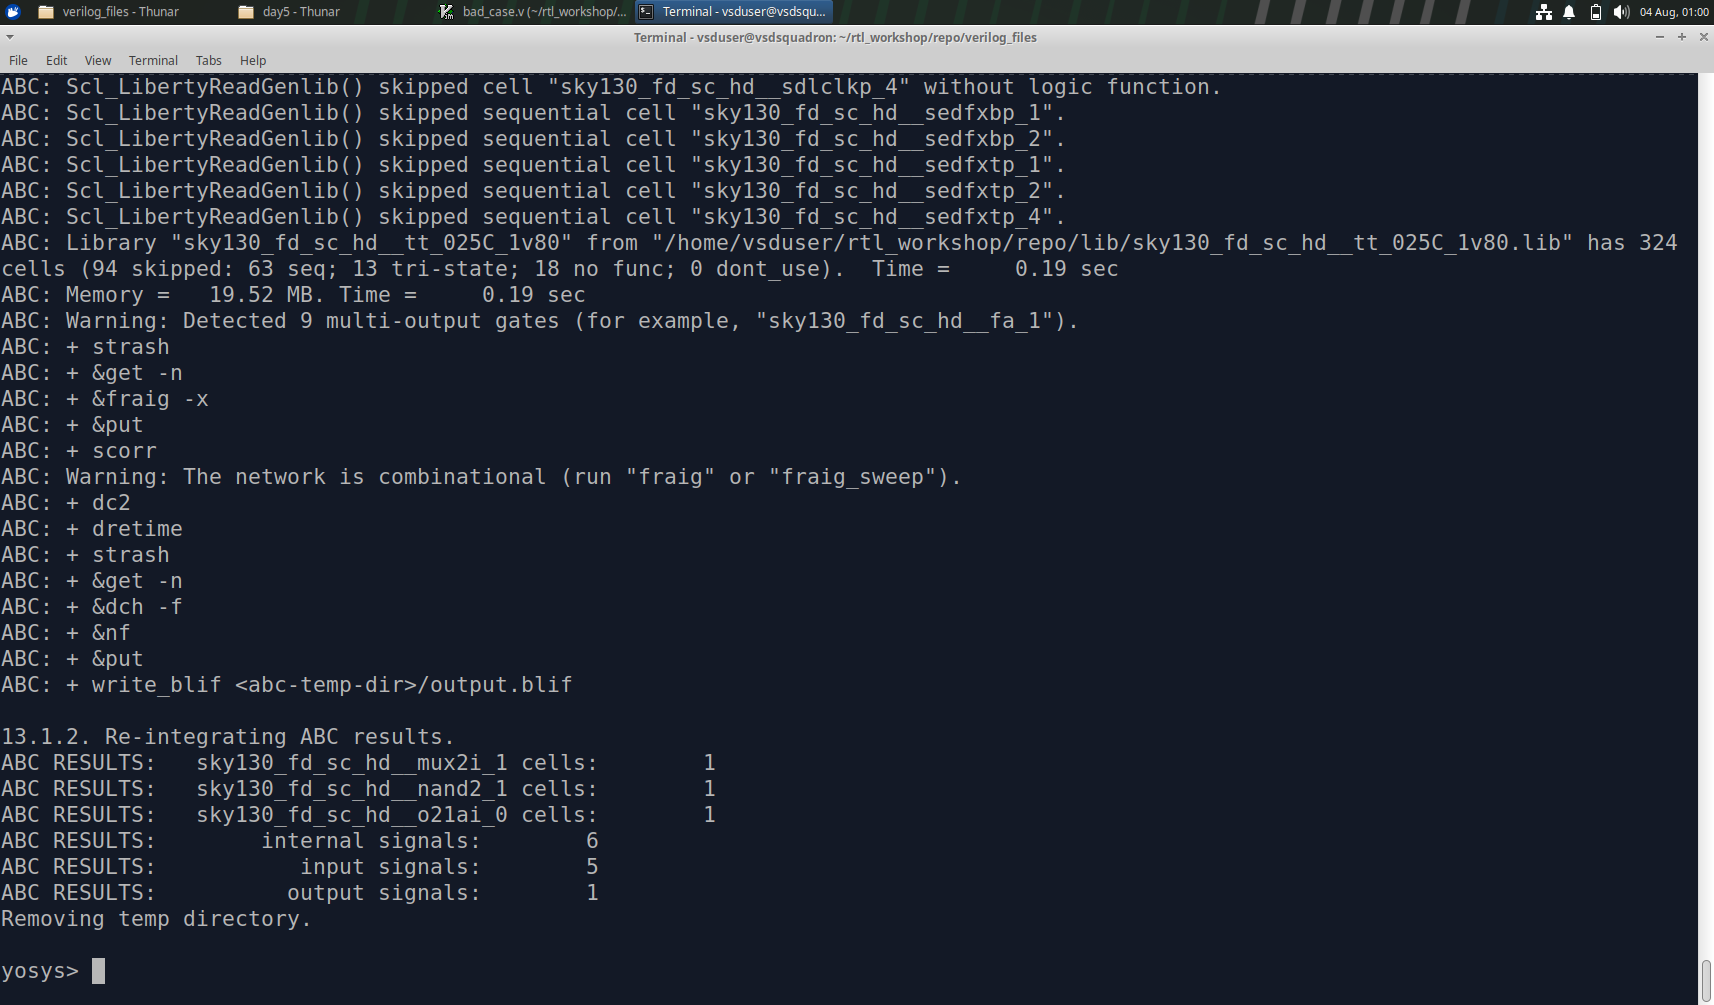 verilog_files - Thunar day5 - Thunar bad_case.v (~/rtl_workshop/... Terminal - vsduser@vsdsqu... 04 Aug, 01:00
Terminal - vsduser@vsdsquadron: ~/rtl_workshop/repo/verilog_files
File Edit View Terminal Tabs Help
ABC: Scl_LibertyReadGenlib() skipped cell "sky130_fd_sc_hd__sdlclkp_4" without logic function.
ABC: Scl_LibertyReadGenlib() skipped sequential cell "sky130_fd_sc_hd__sedfxbp_1".
ABC: Scl_LibertyReadGenlib() skipped sequential cell "sky130_fd_sc_hd__sedfxbp_2".
ABC: Scl_LibertyReadGenlib() skipped sequential cell "sky130_fd_sc_hd__sedfxtp_1".
ABC: Scl_LibertyReadGenlib() skipped sequential cell "sky130_fd_sc_hd__sedfxtp_2".
ABC: Scl_LibertyReadGenlib() skipped sequential cell "sky130_fd_sc_hd__sedfxtp_4".
ABC: Library "sky130_fd_sc_hd__tt_025C_1v80" from "/home/vsduser/rtl_workshop/repo/lib/sky130_fd_sc_hd__tt_025C_1v80.lib" has 324
cells (94 skipped: 63 seq; 13 tri-state; 18 no func; 0 dont_use).  Time =     0.19 sec
ABC: Memory =   19.52 MB. Time =     0.19 sec
ABC: Warning: Detected 9 multi-output gates (for example, "sky130_fd_sc_hd__fa_1").
ABC: + strash
ABC: + &get -n
ABC: + &fraig -x
ABC: + &put
ABC: + scorr
ABC: Warning: The network is combinational (run "fraig" or "fraig_sweep").
ABC: + dc2
ABC: + dretime
ABC: + strash
ABC: + &get -n
ABC: + &dch -f
ABC: + &nf
ABC: + &put
ABC: + write_blif <abc-temp-dir>/output.blif
13.1.2. Re-integrating ABC results.
ABC RESULTS:   sky130_fd_sc_hd__mux2i_1 cells:        1
ABC RESULTS:   sky130_fd_sc_hd__nand2_1 cells:        1
ABC RESULTS:   sky130_fd_sc_hd__o21ai_0 cells:        1
ABC RESULTS:        internal signals:        6
ABC RESULTS:           input signals:        5
ABC RESULTS:          output signals:        1
Removing temp directory.
yosys>